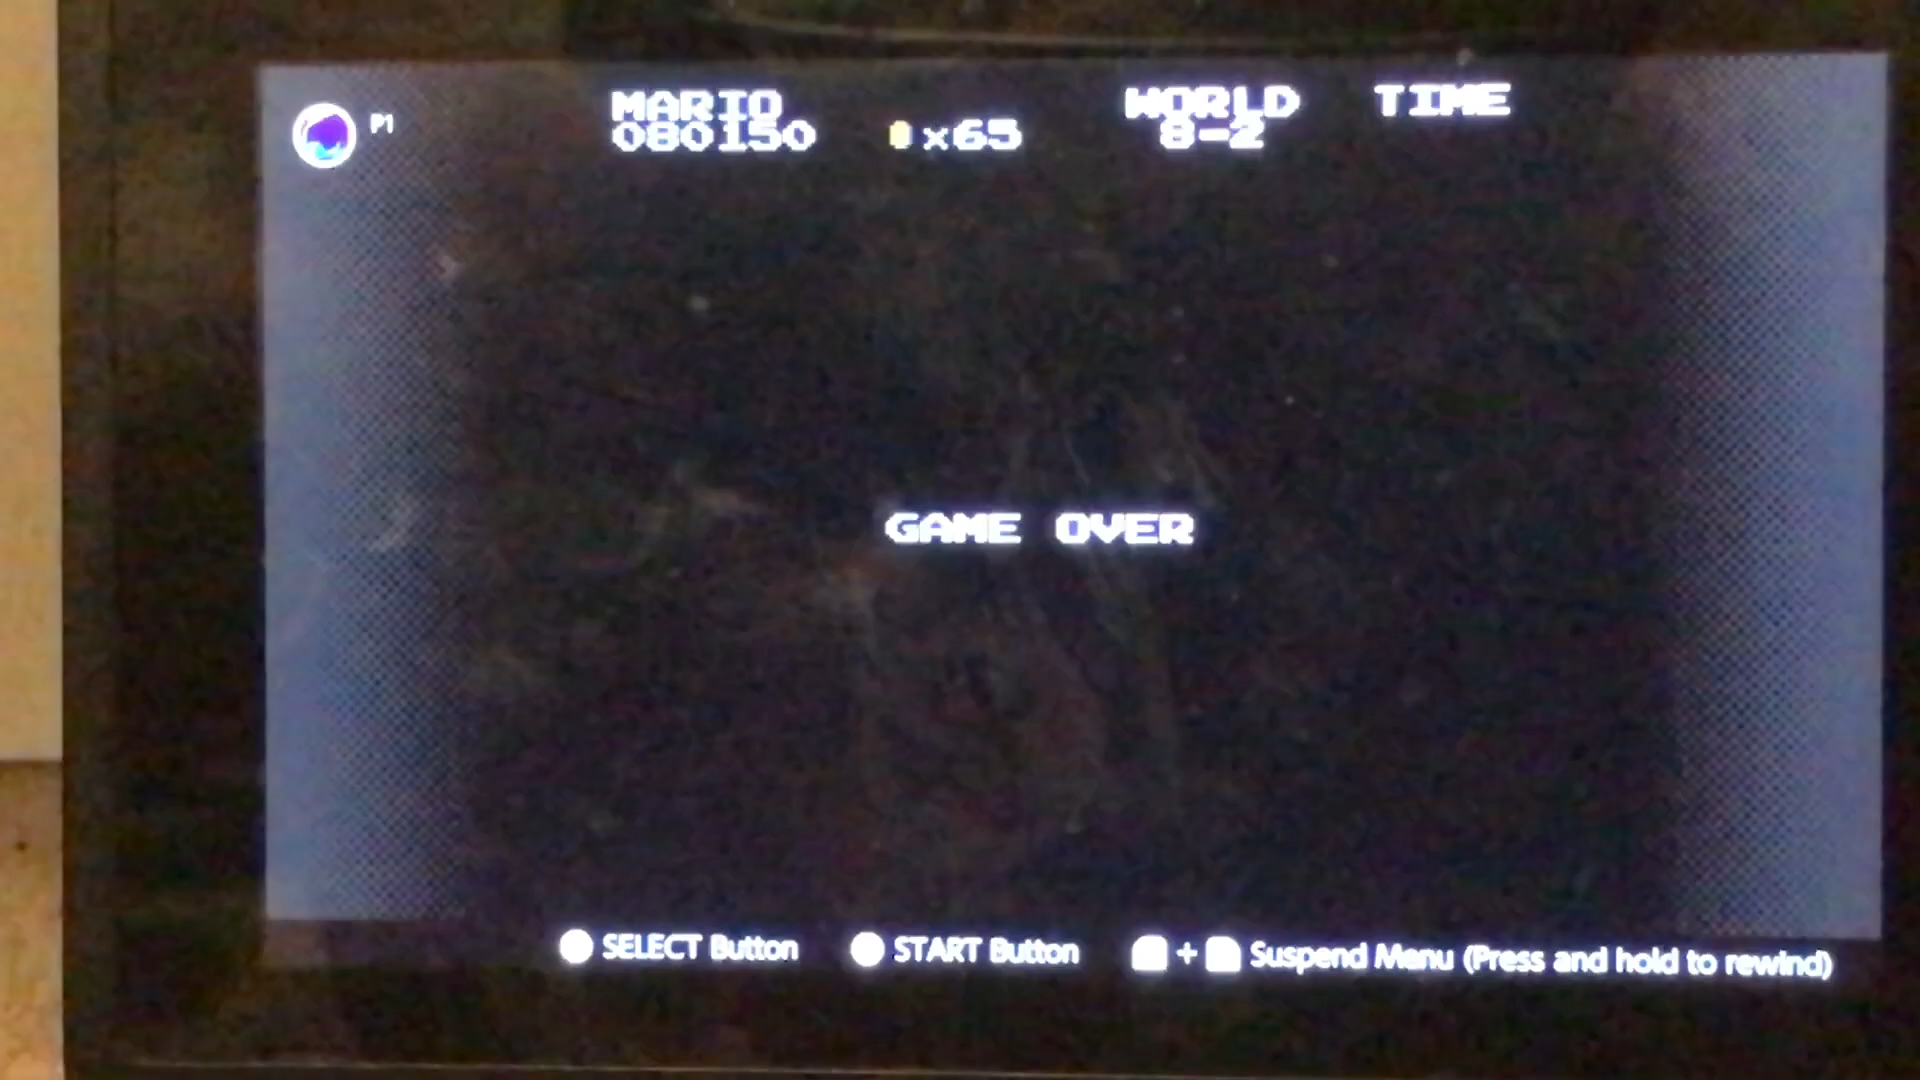 P1
MARIO WORLD TIME
080150 x65 8-2
GAME OVER
SELECT Button START Button + Suspend Menu (Press and hold to rewind)